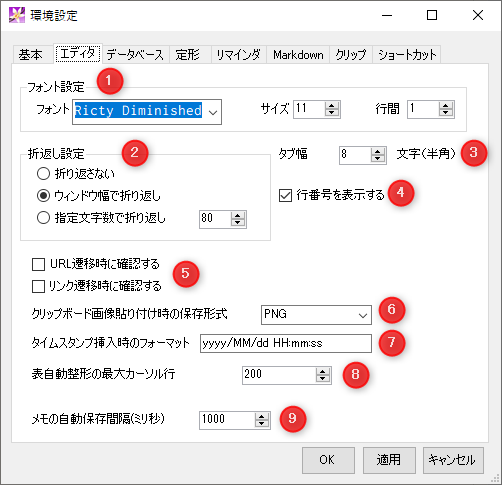 環境設定
基本 エディタ データベース 定形 リマインダ Markdown クリップ ショートカット
フォント設定 1
フォント Ricty Diminished サイズ 11 行間 1
折返し設定 2
タブ幅 8 文字(半角) 3
折り返さない
ウィンドウ幅で折り返し
行番号を表示する 4
指定文字数で折り返し 80
URL遷移時に確認する
リンク遷移時に確認する
5
クリップボード画像貼り付け時の保存形式 PNG 6
タイムスタンプ挿入時のフォーマット yyyy/MM/dd HH:mm:ss 7
表自動整形の最大カーソル行 200 8
メモの自動保存間隔(ミリ秒) 1000 9
OK 適用 キャンセル